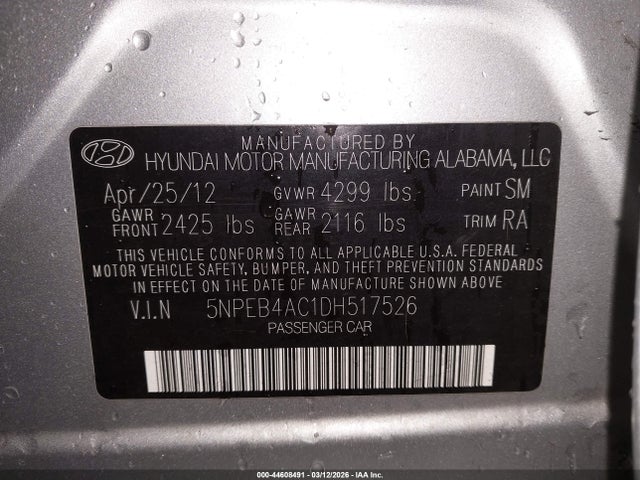 MANUFACTURED BY
HYUNDAI MOTOR MANUFACTURING ALABAMA, LLC
Apr/25/12 GVWR 4299 lbs PAINT SM
GAWR FRONT 2425 lbs GAWR REAR 2116 lbs TRIM RA
THIS VEHICLE CONFORMS TO ALL APPLICABLE U.S.A. FEDERAL
MOTOR VEHICLE SAFETY, BUMPER, AND THEFT PREVENTION STANDARDS
IN EFFECT ON THE DATE OF MANUFACTURE SHOWN ABOVE
V.I.N 5NPEB4AC1DH517526
PASSENGER CAR
000-44608491 | 03/12/2026 | IAA Inc.